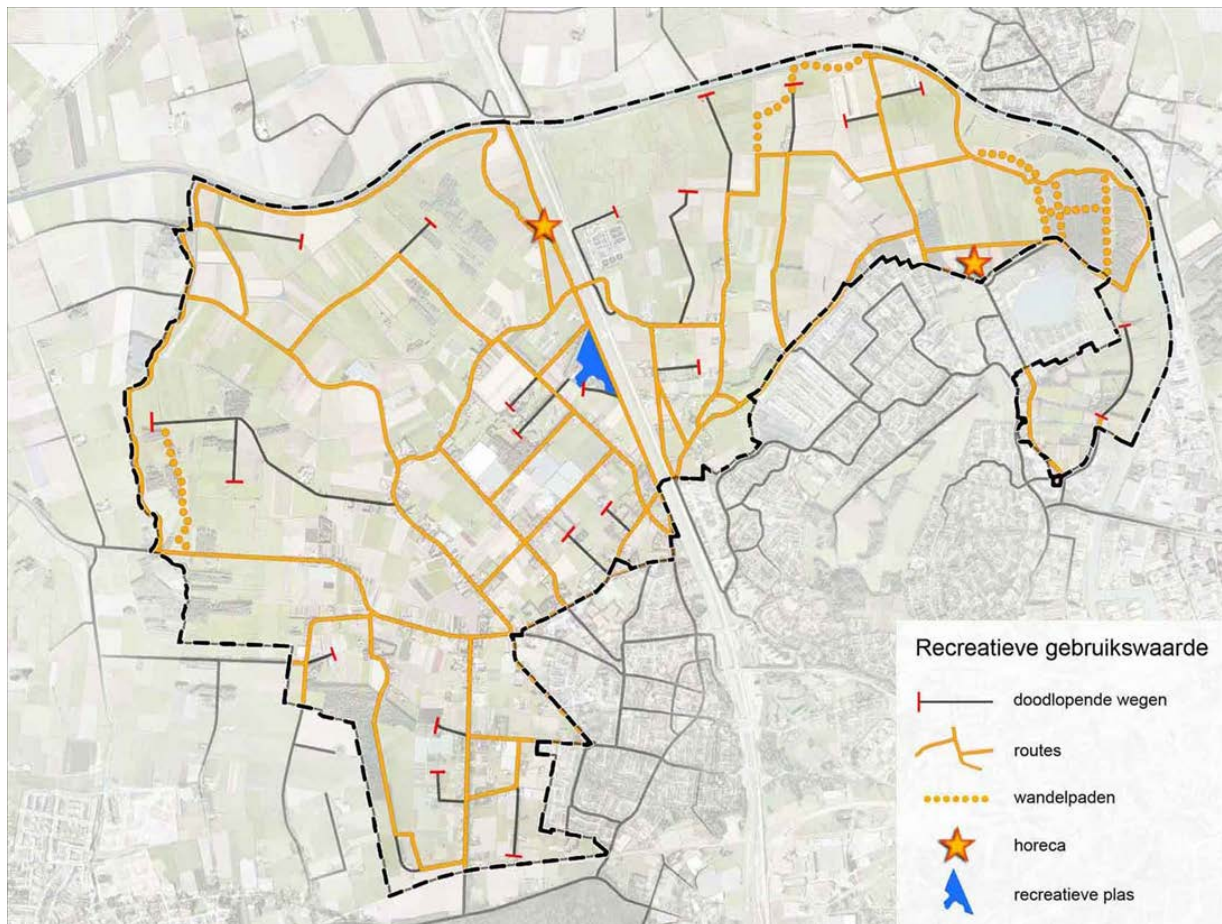 Recreatieve gebruikswaarde
doodlopende wegen
routes
wandelpaden
horeca
recreatieve plas